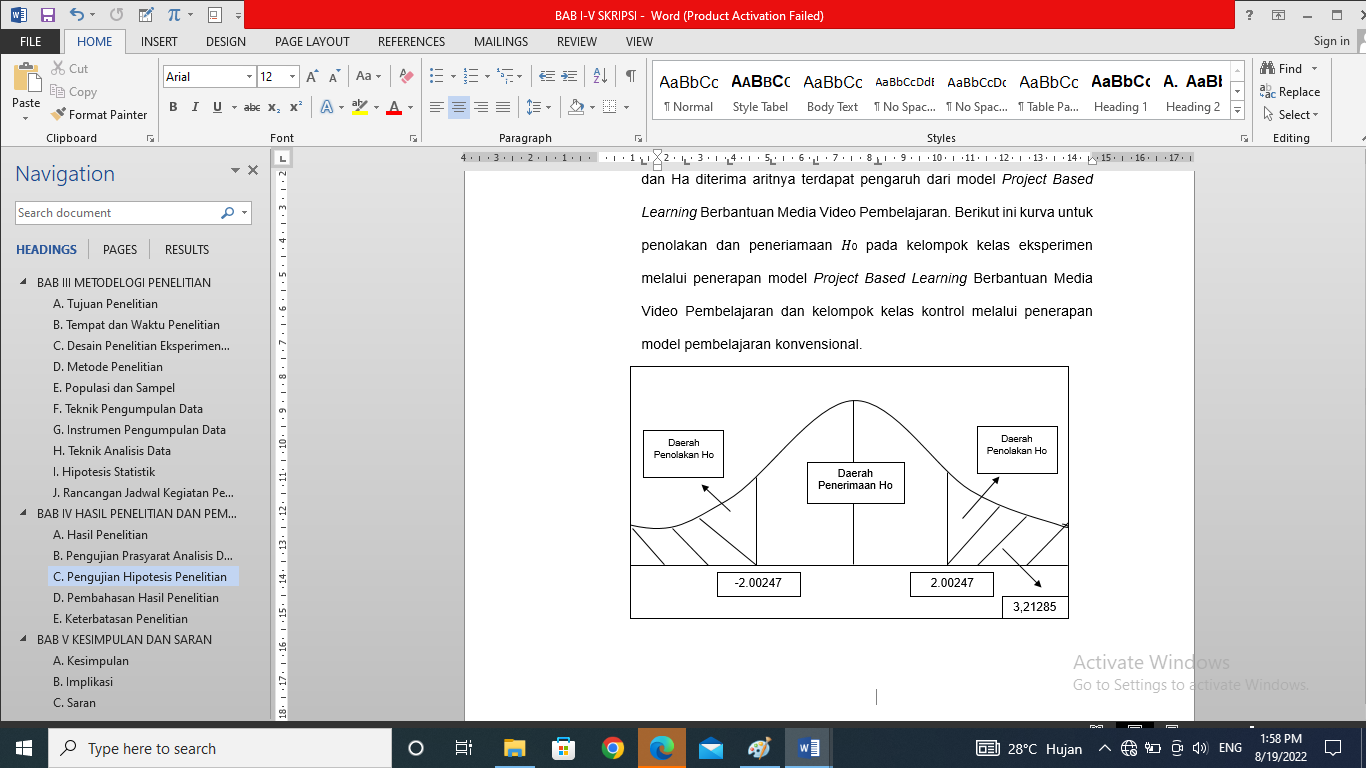 BAB I-V SKRIPSI - Word (Product Activation Failed)
FILE HOME INSERT DESIGN PAGE LAYOUT REFERENCES MAILINGS REVIEW VIEW Sign in
Paste
Cut
Copy
Format Painter
Clipboard
Arial 12
Font
Paragraph
AaBbCc AaBbCc AaBbCc AaBbCcDdE AaBbCcDc AaBbCc AaBbCc A. AaBb
¶ Normal Style Tabel Body Text ¶ No Spac... ¶ No Spac... ¶ Table Pa... Heading 1 Heading 2
Styles
Find
Replace
Select
Editing
Navigation
Search document
HEADINGS PAGES RESULTS
BAB III METODELOGI PENELITIAN
A. Tujuan Penelitian
B. Tempat dan Waktu Penelitian
C. Desain Penelitian Eksperimen...
D. Metode Penelitian
E. Populasi dan Sampel
F. Teknik Pengumpulan Data
G. Instrumen Pengumpulan Data
H. Teknik Analisis Data
I. Hipotesis Statistik
J. Rancangan Jadwal Kegiatan Pe...
BAB IV HASIL PENELITIAN DAN PEM...
A. Hasil Penelitian
B. Pengujian Prasyarat Analisis D...
C. Pengujian Hipotesis Penelitian
D. Pembahasan Hasil Penelitian
E. Keterbatasan Penelitian
BAB V KESIMPULAN DAN SARAN
A. Kesimpulan
B. Implikasi
C. Saran
dan Ha diterima aritnya terdapat pengaruh dari model Project Based
Learning Berbantuan Media Video Pembelajaran. Berikut ini kurva untuk
penolakan dan peneriamaan H0 pada kelompok kelas eksperimen
melalui penerapan model Project Based Learning Berbantuan Media
Video Pembelajaran dan kelompok kelas kontrol melalui penerapan
model pembelajaran konvensional.
Daerah
Penolakan Ho
Daerah
Penerimaan Ho
Daerah
Penolakan Ho
-2.00247
2.00247
3,21285
Activate Windows
Go to Settings to activate Windows.
Type here to search
28°C Hujan
ENG
1:58 PM
8/19/2022